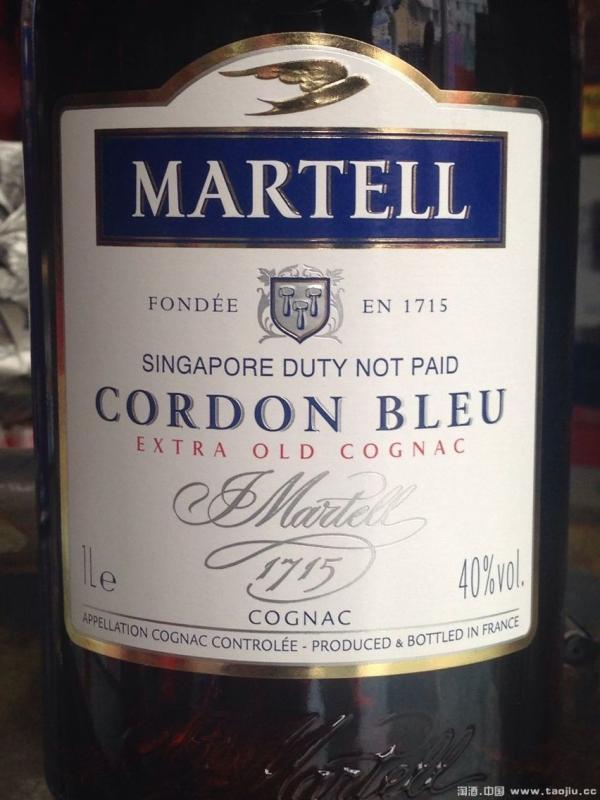 MARTELL
FONDÉE EN 1715
SINGAPORE DUTY NOT PAID
CORDON BLEU
EXTRA OLD COGNAC
J Martell
1715
1Le 40%vol.
COGNAC
APPELLATION COGNAC CONTROLÉE - PRODUCED & BOTTLED IN FRANCE
Martell
淘酒.中国 www.taojiu.cc